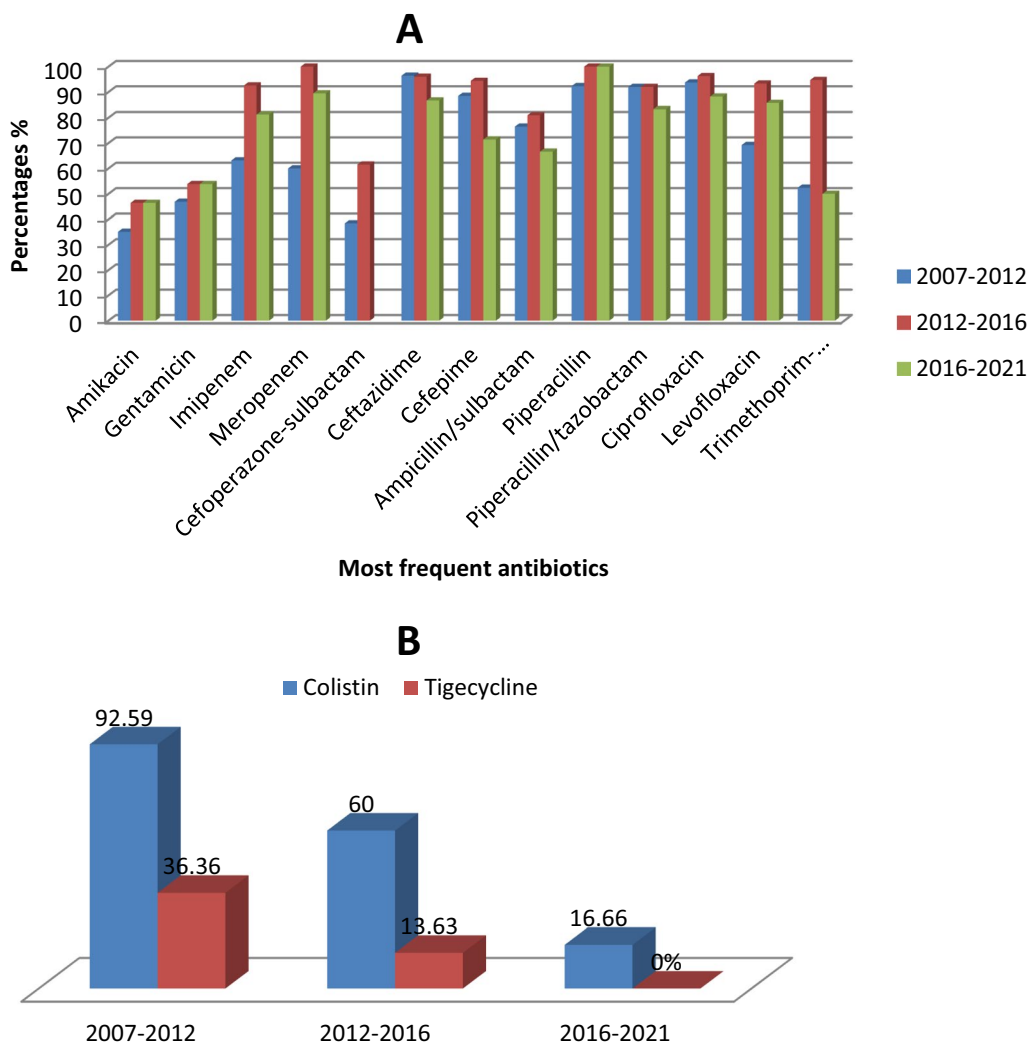 A
Percentages %
100
90
80
70
60
50
40
30
20
10
0
Amikacin
Gentamicin
Imipenem
Meropenem
Cefoperazone-sulbactam
Ceftazidime
Cefepime
Ampicillin/sulbactam
Piperacillin
Piperacillin/tazobactam
Ciprofloxacin
Levofloxacin
Trimethoprim-...
Most frequent antibiotics
2007-2012
2012-2016
2016-2021
B
Colistin Tigecycline
92.59
36.36
60
13.63
16.66
0%
2007-2012 2012-2016 2016-2021